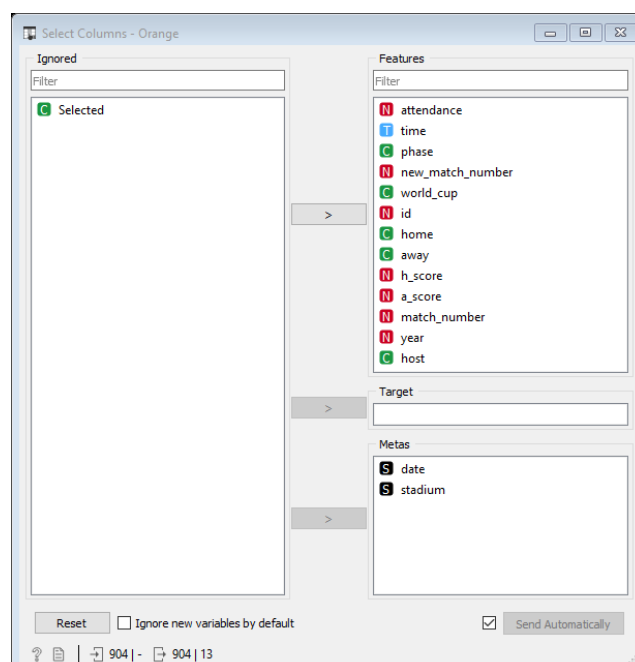 Select Columns - Orange
Ignored
Filter
C Selected
>
>
>
Features
Filter
N attendance
T time
C phase
N new_match_number
C world_cup
N id
C home
C away
N h_score
N a_score
N match_number
N year
C host
Target
Metas
S date
S stadium
Reset
Ignore new variables by default
Send Automatically
? 904 | - 904 | 13